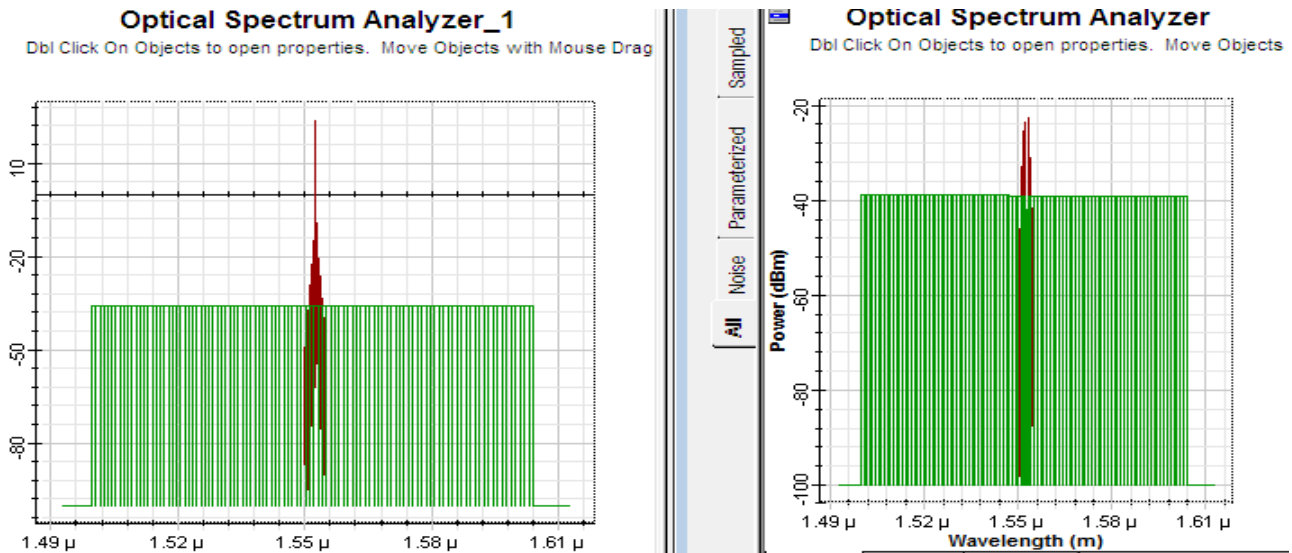 Optical Spectrum Analyzer_1
Dbl Click On Objects to open properties. Move Objects with Mouse Drag
10
-20
-50
-80
1.49 µ
1.52 µ
1.55 µ
1.58 µ
1.61 µ
Sampled
Parameterized
Noise
All
Optical Spectrum Analyzer
Dbl Click On Objects to open properties. Move Objects
Power (dBm)
-20
-40
-60
-80
-100
1.49 µ
1.52 µ
1.55 µ
1.58 µ
1.61 µ
Wavelength (m)